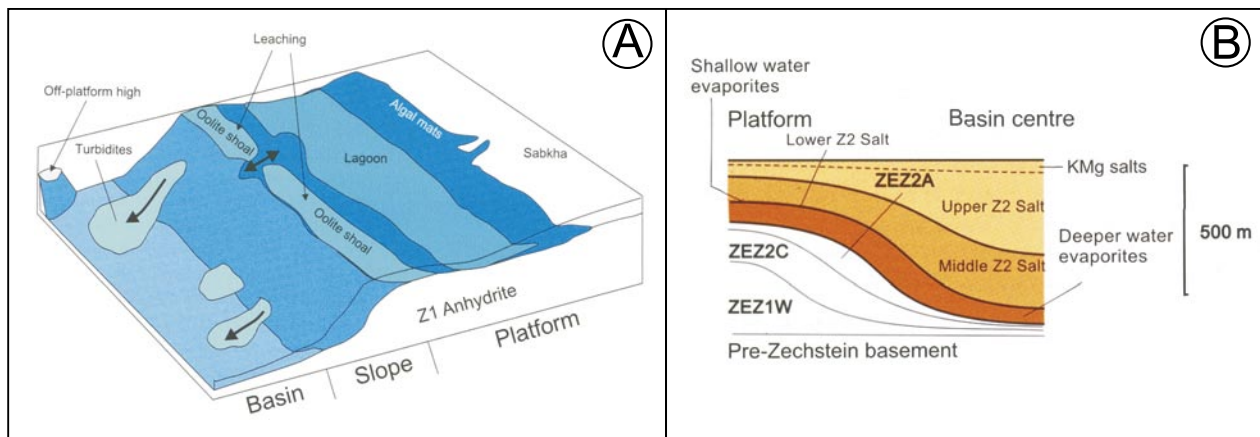 A
Leaching
Off-platform high
Oolite shoal
Algal mats
Turbidites
Lagoon
Sabkha
Oolite shoal
Z1 Anhydrite
Platform
Slope
Basin
B
Shallow water
evaporites
Platform
Basin centre
Lower Z2 Salt
KMg salts
ZEZ2A
Upper Z2 Salt
500 m
Deeper water
evaporites
ZEZ2C
Middle Z2 Salt
ZEZ1W
Pre-Zechstein basement